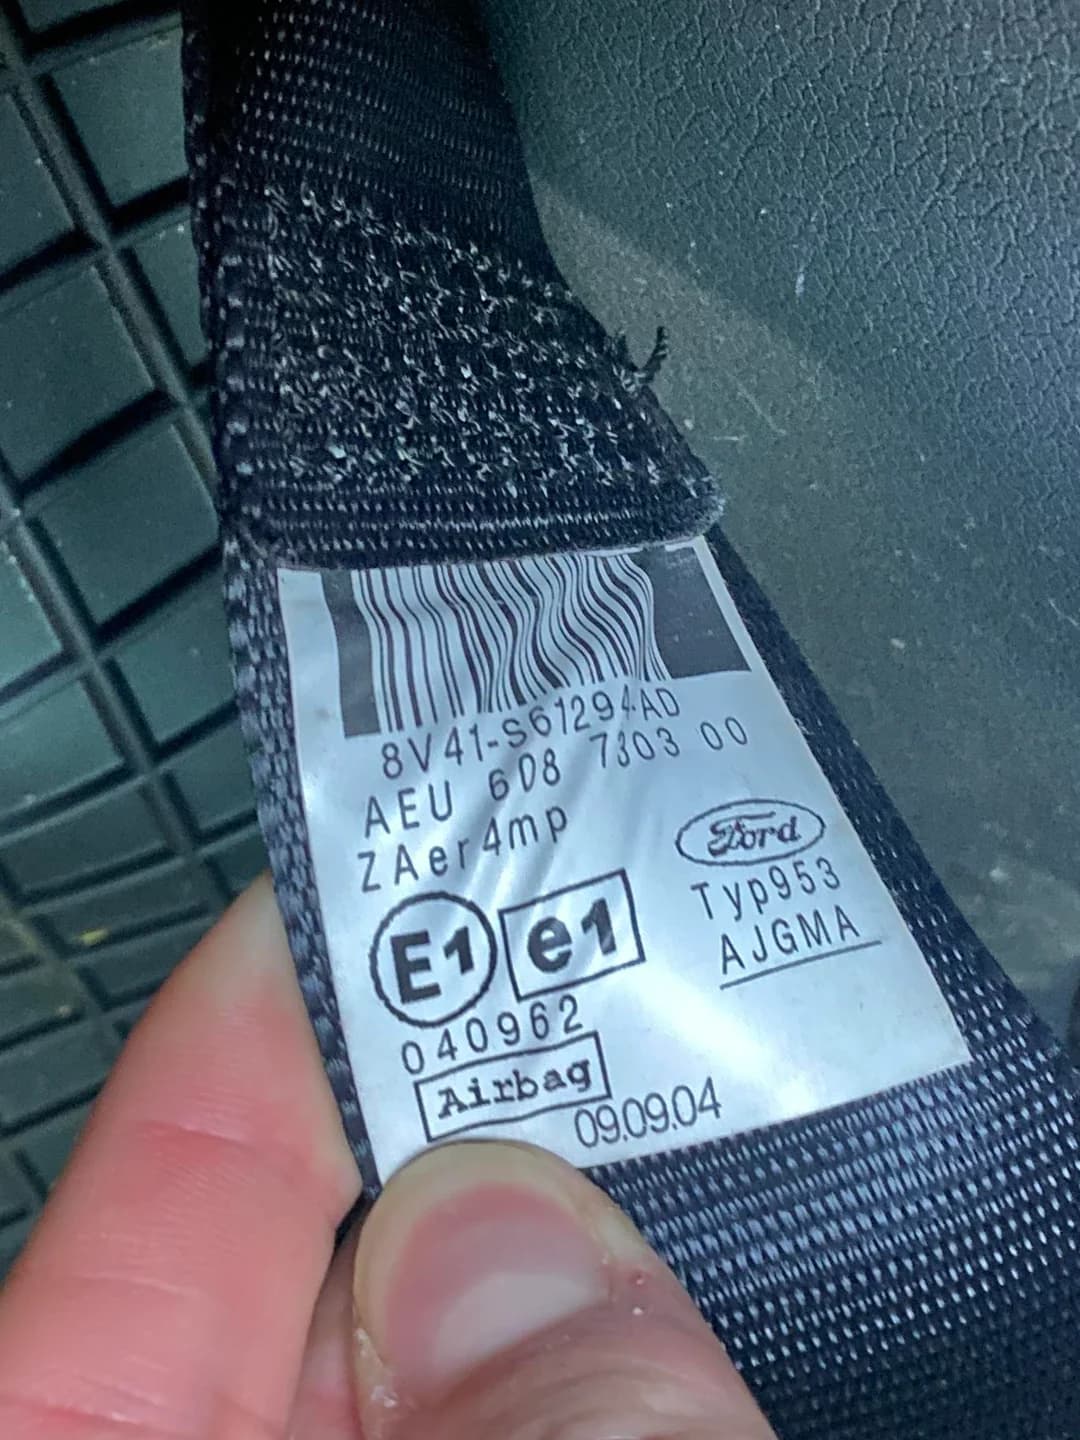 8V41-S61294AD
AEU 608 7303 00
ZAer4mp
Ford
Typ953
AJGMA
E1 e1
040962
Airbag
09.09.04